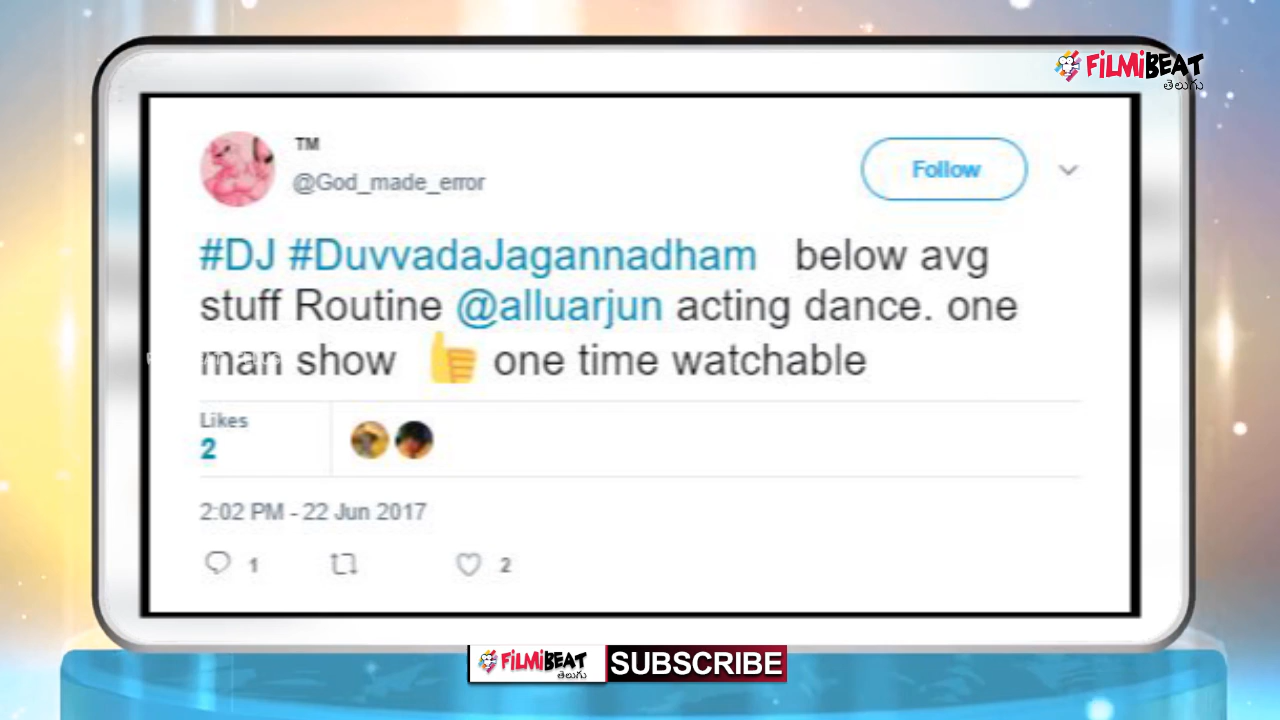 FiLMiBEAT
తెలుగు
™
@God_made_error
Follow
#DJ #DuvvadaJagannadham below avg
stuff Routine @alluarjun acting dance. one
man show 👍 one time watchable
Likes
2
2:02 PM - 22 Jun 2017
1
2
FiLMiBEAT
తెలుగు
SUBSCRIBE